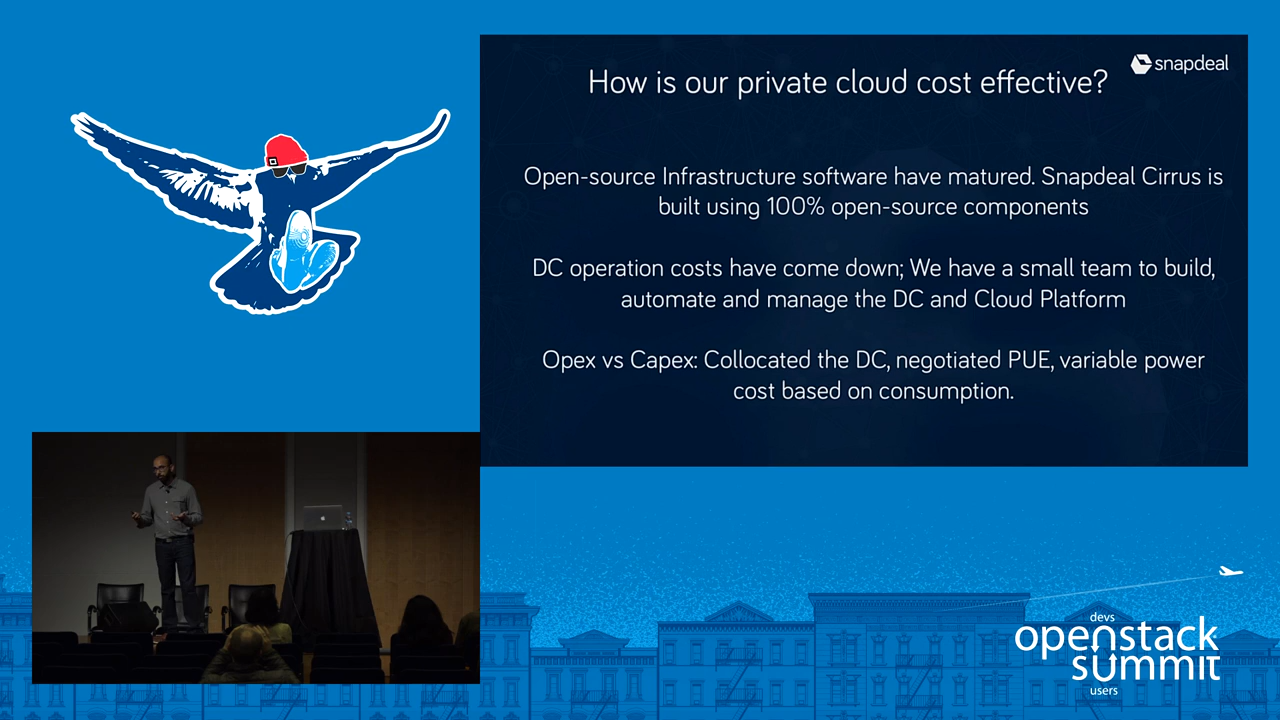 snapdeal
How is our private cloud cost effective?
Open-source Infrastructure software have matured. Snapdeal Cirrus is
built using 100% open-source components
DC operation costs have come down; We have a small team to build,
automate and manage the DC and Cloud Platform
Opex vs Capex: Collocated the DC, negotiated PUE, variable power
cost based on consumption.
devs
openstack
summit
users